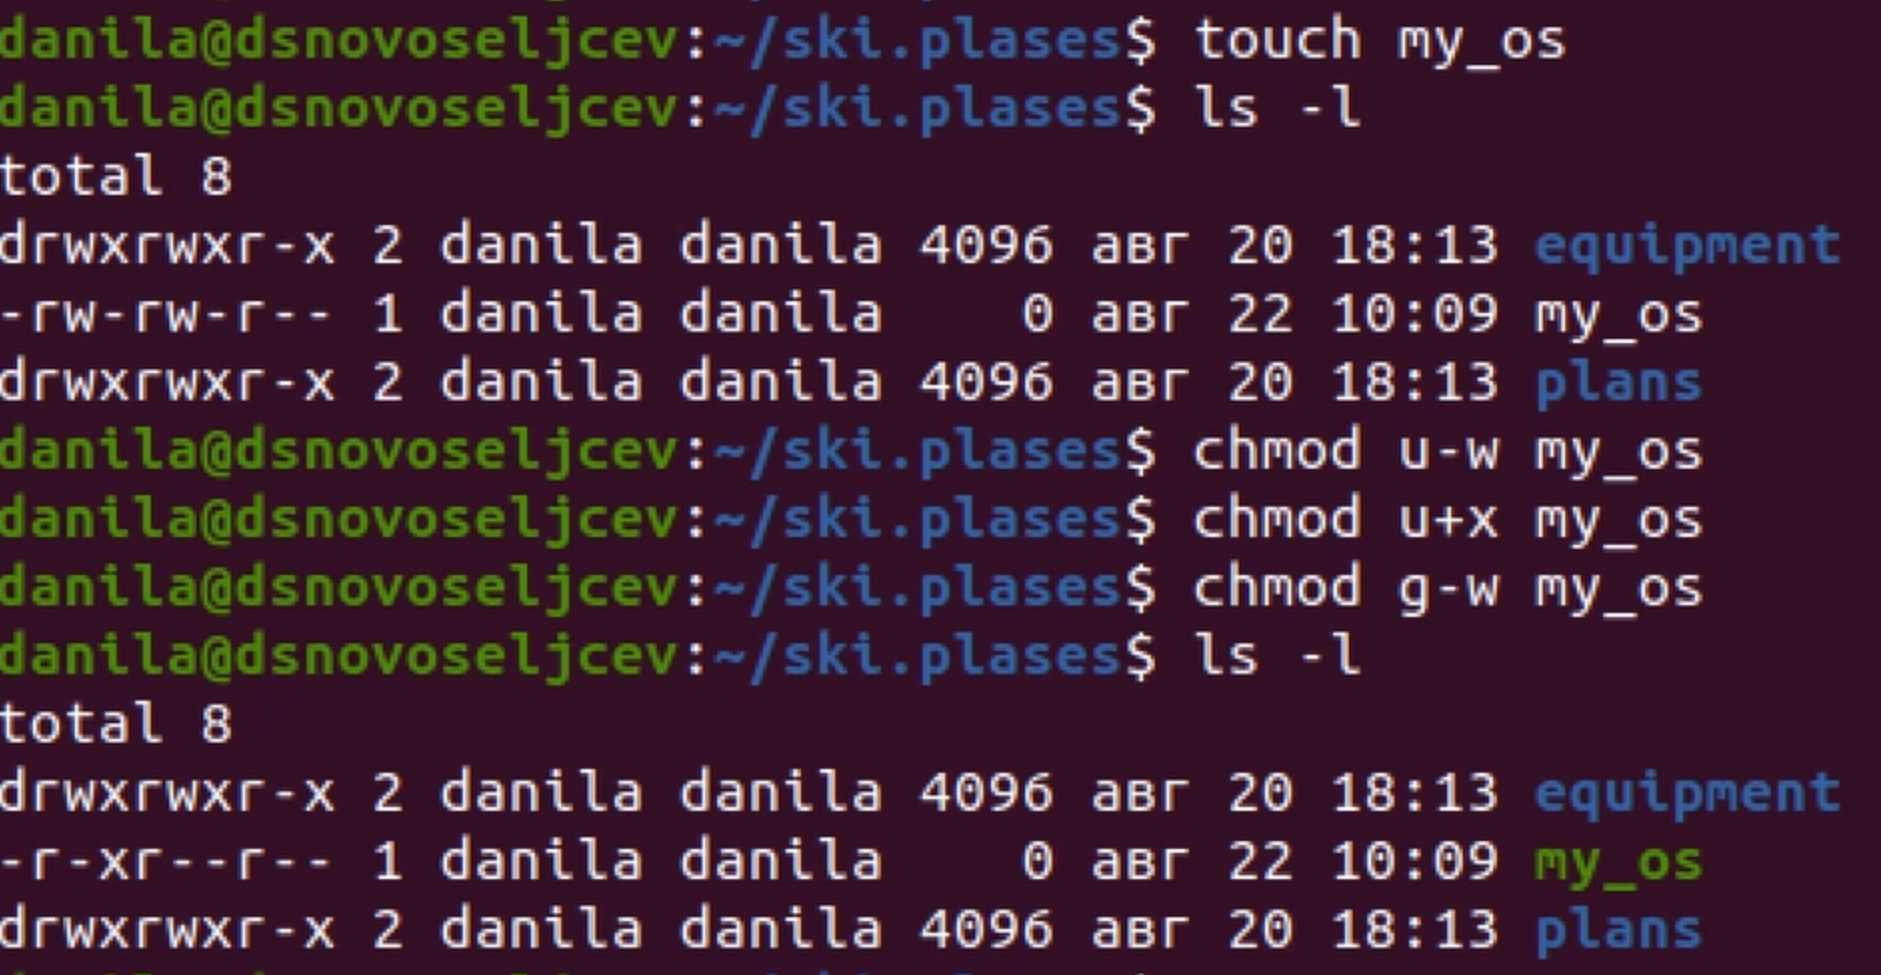 danila@dsnovoseljcev:~/ski.plases$ touch my_os
danila@dsnovoseljcev:~/ski.plases$ ls -l
total 8
drwxrwxr-x 2 danila danila 4096 авг 20 18:13 equipment
-rw-rw-r-- 1 danila danila    0 авг 22 10:09 my_os
drwxrwxr-x 2 danila danila 4096 авг 20 18:13 plans
danila@dsnovoseljcev:~/ski.plases$ chmod u-w my_os
danila@dsnovoseljcev:~/ski.plases$ chmod u+x my_os
danila@dsnovoseljcev:~/ski.plases$ chmod g-w my_os
danila@dsnovoseljcev:~/ski.plases$ ls -l
total 8
drwxrwxr-x 2 danila danila 4096 авг 20 18:13 equipment
-r-xr--r-- 1 danila danila    0 авг 22 10:09 my_os
drwxrwxr-x 2 danila danila 4096 авг 20 18:13 plans